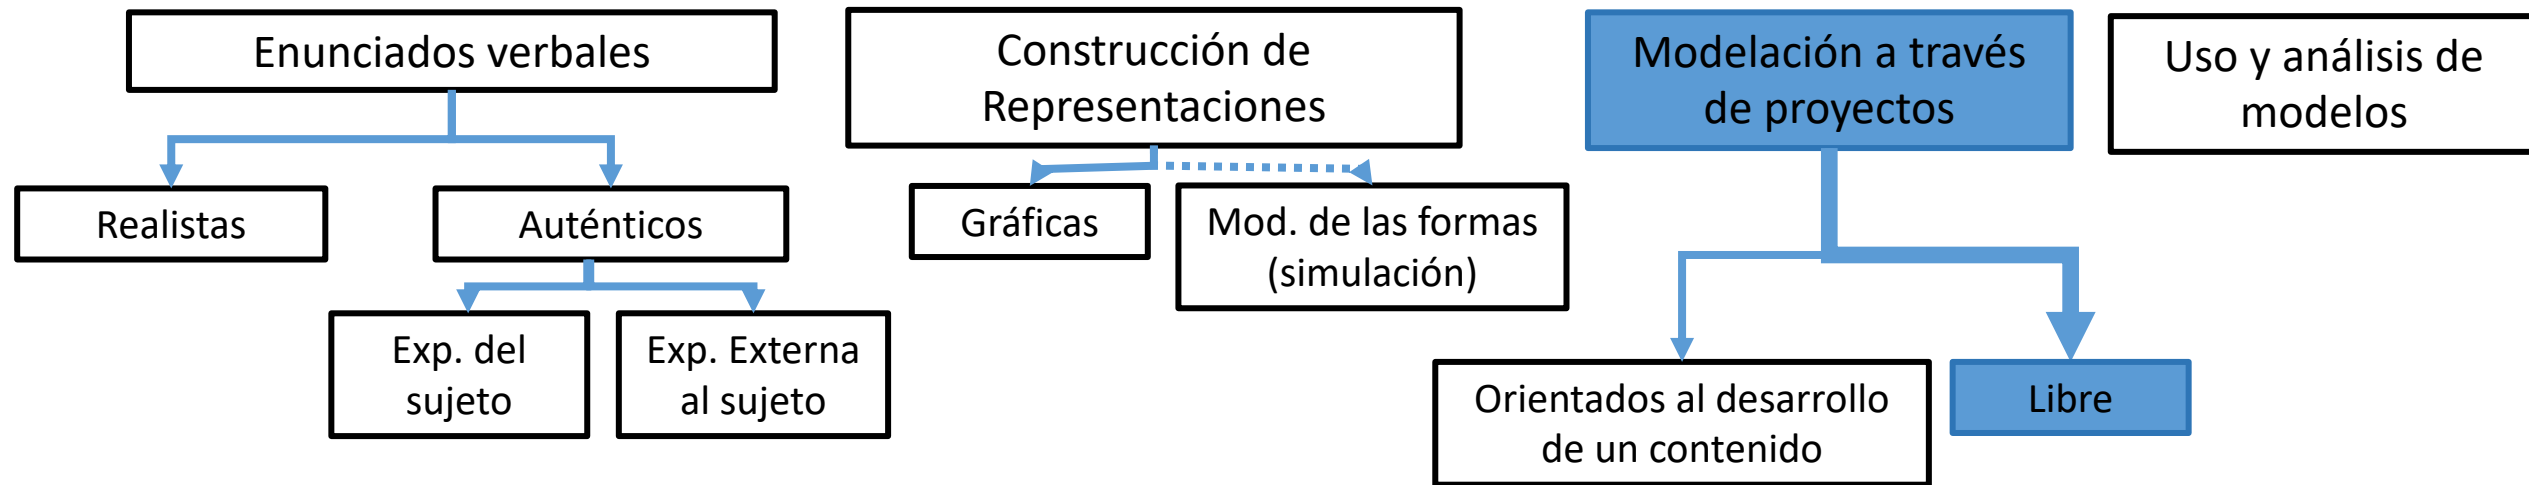 Enunciados verbales
Construcción de
Representaciones
Modelación a través
de proyectos
Uso y análisis de
modelos
Realistas
Auténticos
Gráficas
Mod. de las formas
(simulación)
Exp. del
sujeto
Exp. Externa
al sujeto
Orientados al desarrollo
de un contenido
Libre